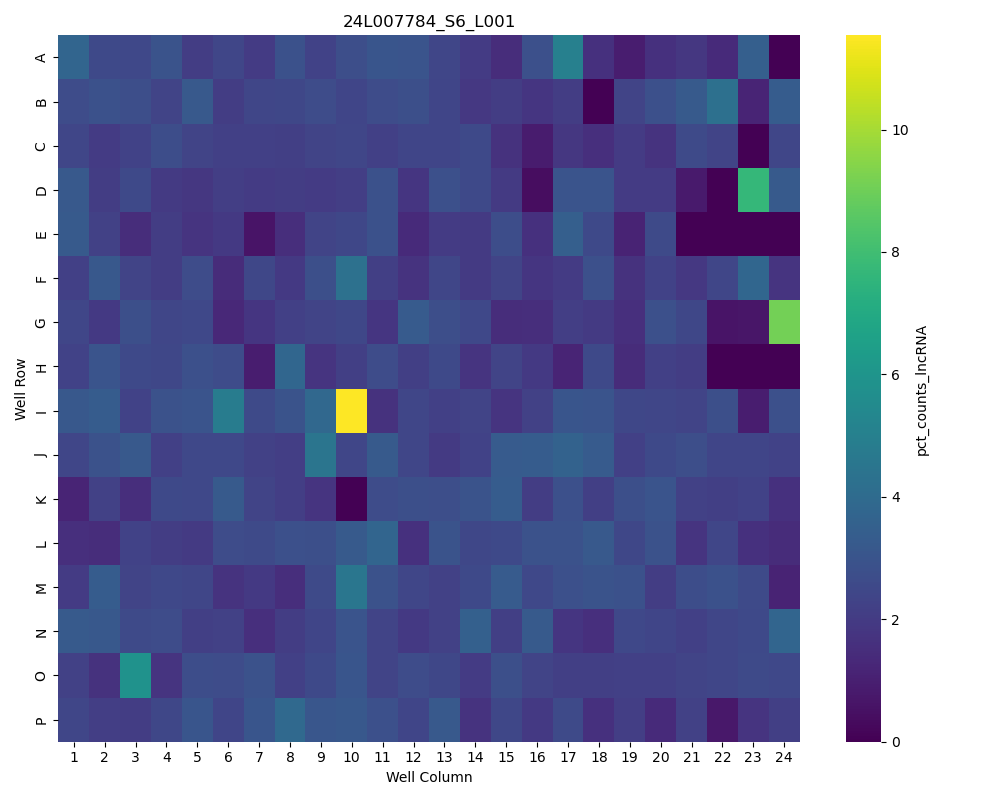 24L007784_S6_L001
A
B
C
D
E
F
G
H
I
J
K
L
M
N
O
P
Well Row
1 2 3 4 5 6 7 8 9 10 11 12 13 14 15 16 17 18 19 20 21 22 23 24
Well Column
10
8
6
4
2
0
pct_counts_lncRNA